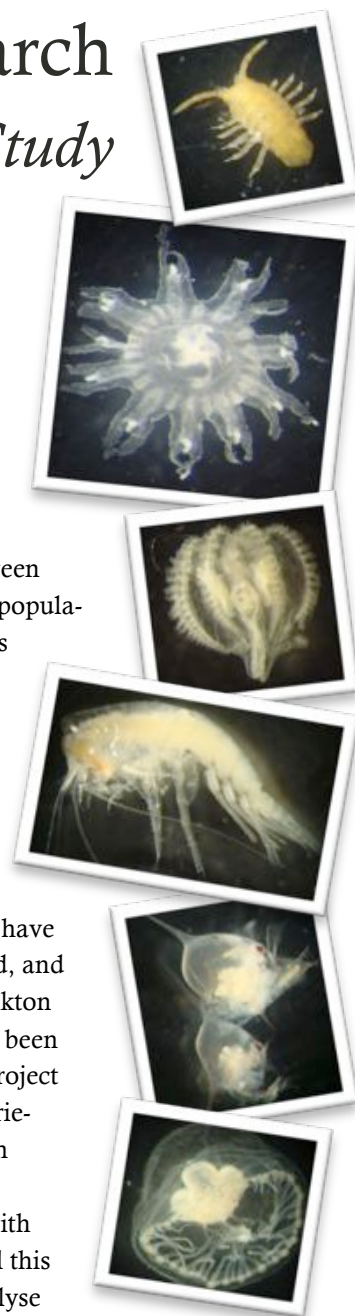 arch
Study
een
popula-
s
have
d, and
kton
been
roject
rie-
n
ith
l this
lyse